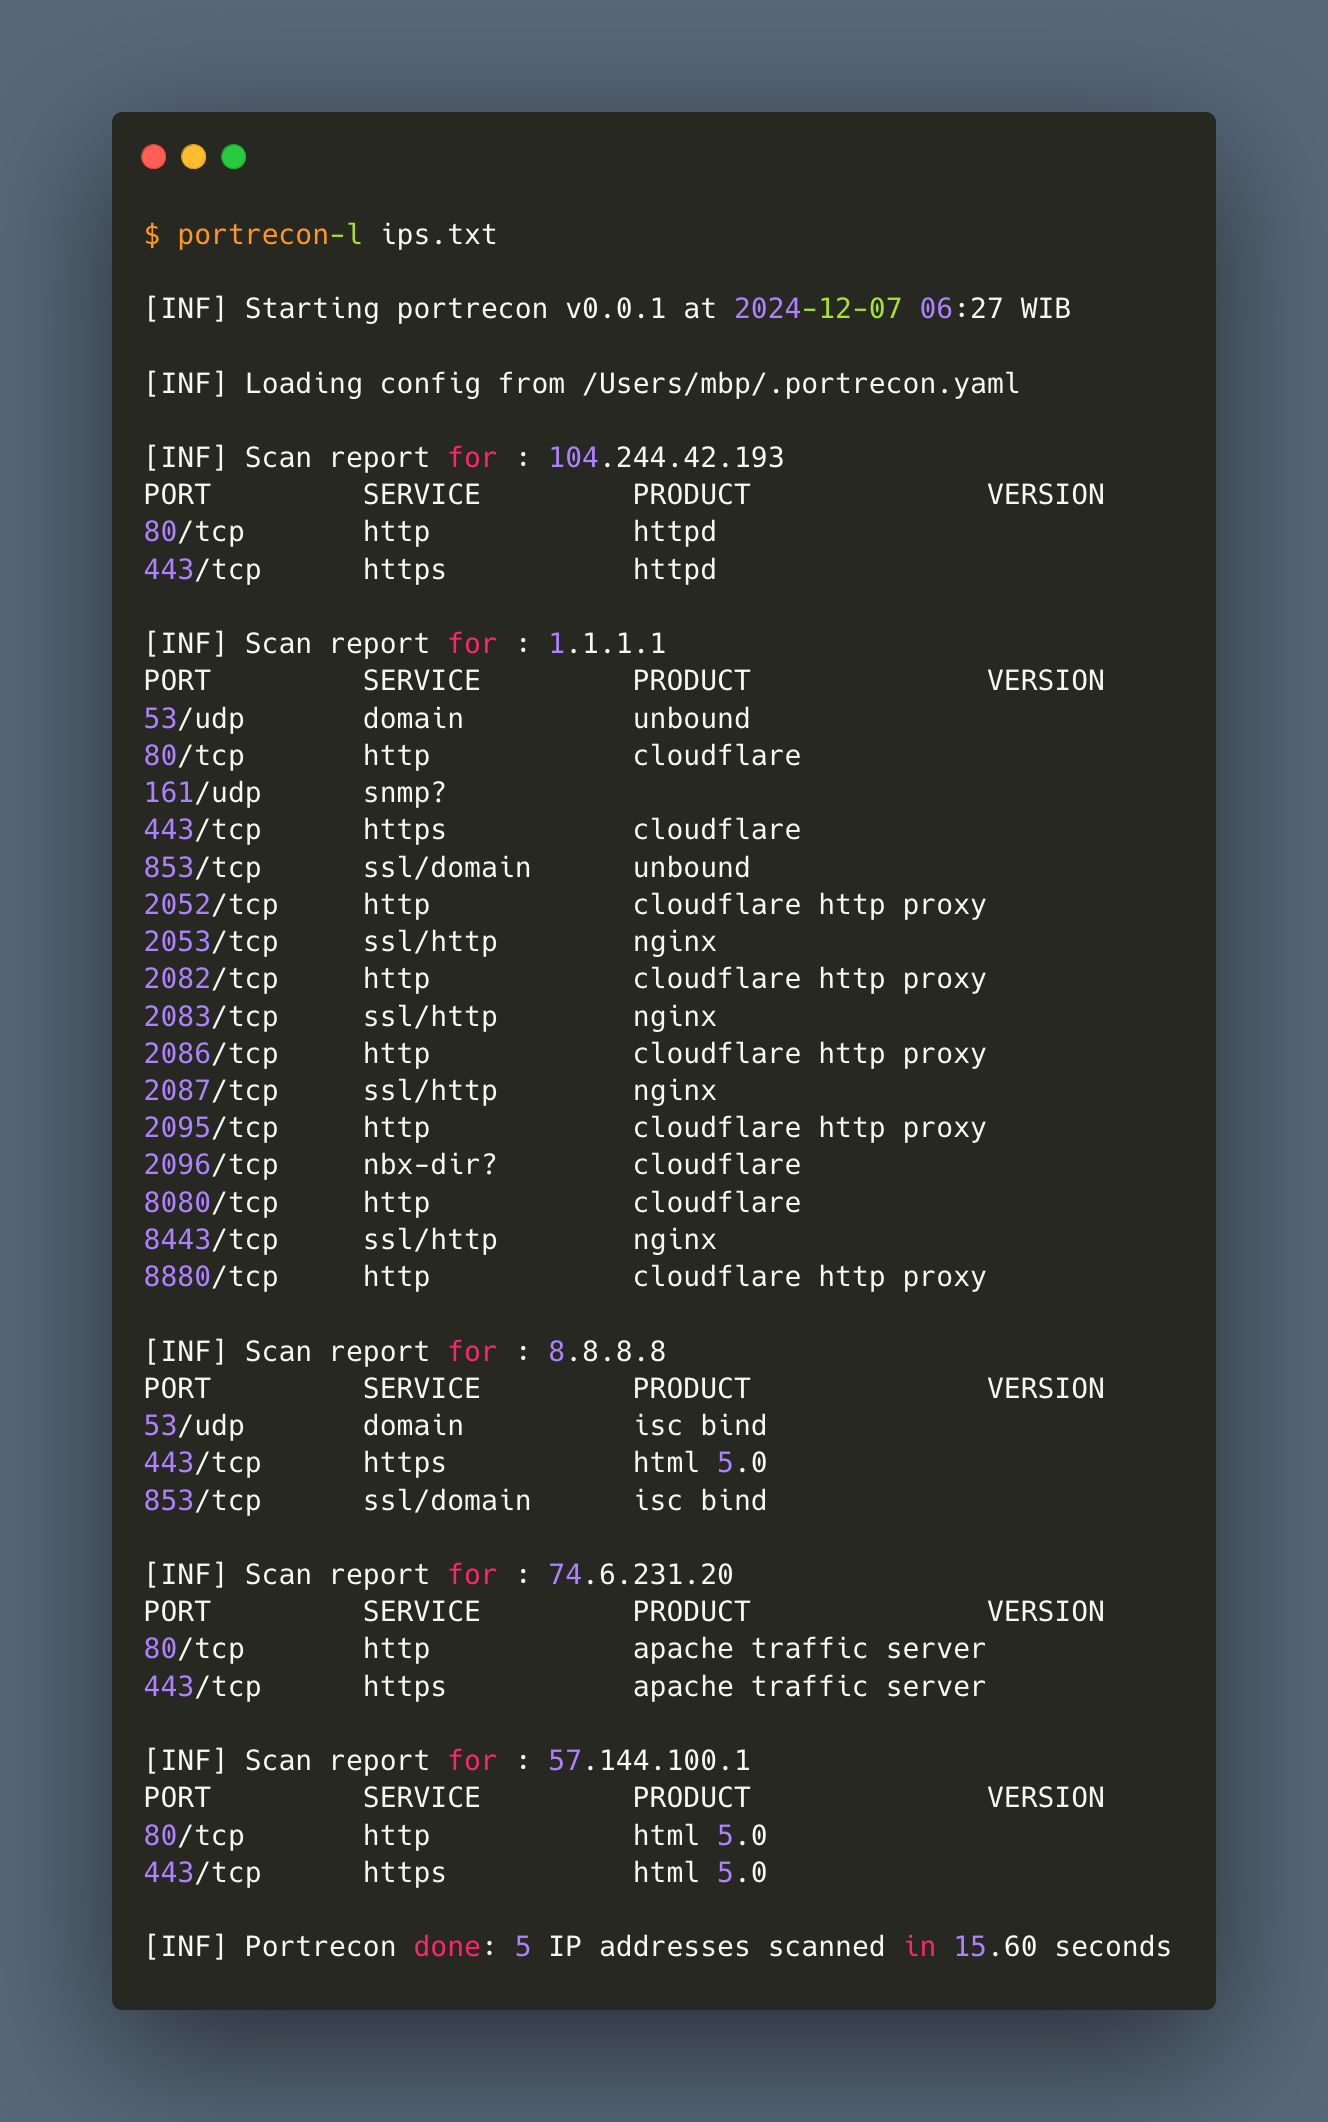 $ portrecon-l ips.txt
[INF] Starting portrecon v0.0.1 at 2024-12-07 06:27 WIB
[INF] Loading config from /Users/mbp/.portrecon.yaml
[INF] Scan report for : 104.244.42.193
PORT         SERVICE         PRODUCT              VERSION
80/tcp       http            httpd
443/tcp      https           httpd
[INF] Scan report for : 1.1.1.1
PORT         SERVICE         PRODUCT              VERSION
53/udp       domain          unbound
80/tcp       http            cloudflare
161/udp      snmp?
443/tcp      https           cloudflare
853/tcp      ssl/domain      unbound
2052/tcp     http            cloudflare http proxy
2053/tcp     ssl/http        nginx
2082/tcp     http            cloudflare http proxy
2083/tcp     ssl/http        nginx
2086/tcp     http            cloudflare http proxy
2087/tcp     ssl/http        nginx
2095/tcp     http            cloudflare http proxy
2096/tcp     nbx-dir?        cloudflare
8080/tcp     http            cloudflare
8443/tcp     ssl/http        nginx
8880/tcp     http            cloudflare http proxy
[INF] Scan report for : 8.8.8.8
PORT         SERVICE         PRODUCT              VERSION
53/udp       domain          isc bind
443/tcp      https           html 5.0
853/tcp      ssl/domain      isc bind
[INF] Scan report for : 74.6.231.20
PORT         SERVICE         PRODUCT              VERSION
80/tcp       http            apache traffic server
443/tcp      https           apache traffic server
[INF] Scan report for : 57.144.100.1
PORT         SERVICE         PRODUCT              VERSION
80/tcp       http            html 5.0
443/tcp      https           html 5.0
[INF] Portrecon done: 5 IP addresses scanned in 15.60 seconds